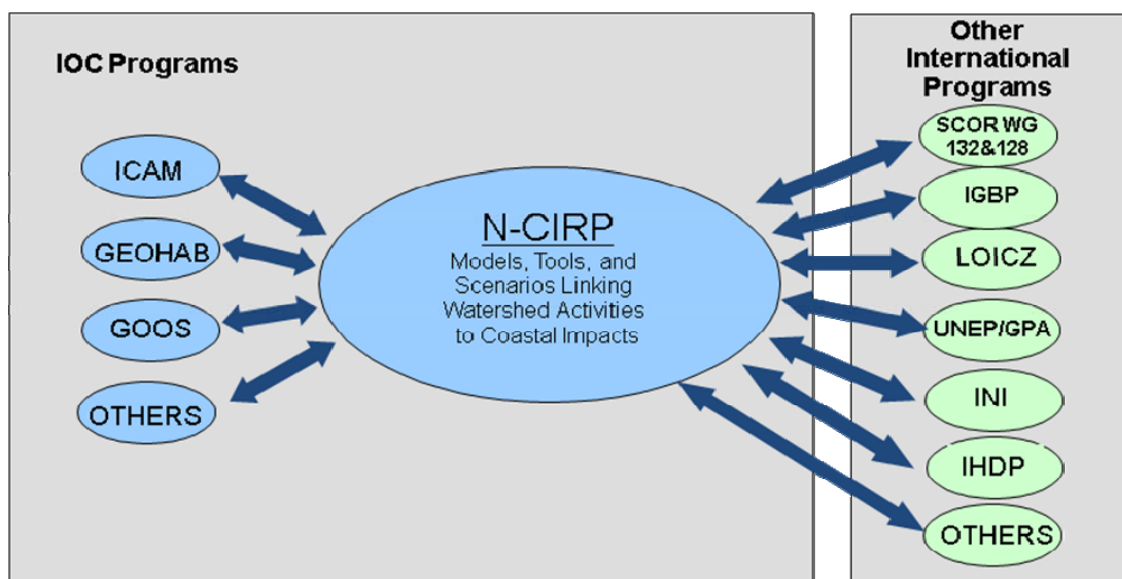 IOC Programs
ICAM
GEOHAB
GOOS
OTHERS
N-CIRP
Models, Tools, and
Scenarios Linking
Watershed Activities
to Coastal Impacts
Other
International
Programs
SCOR WG
132&128
IGBP
LOICZ
UNEP/GPA
INI
IHDP
OTHERS